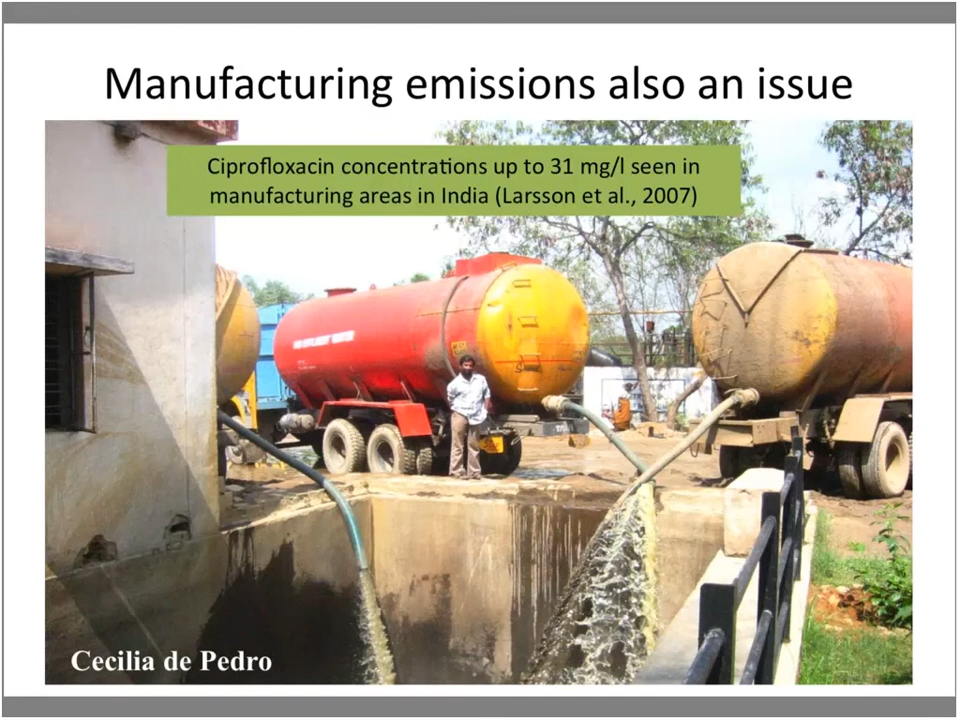 Manufacturing emissions also an issue
Ciprofloxacin concentrations up to 31 mg/l seen in
manufacturing areas in India (Larsson et al., 2007)
Cecilia de Pedro